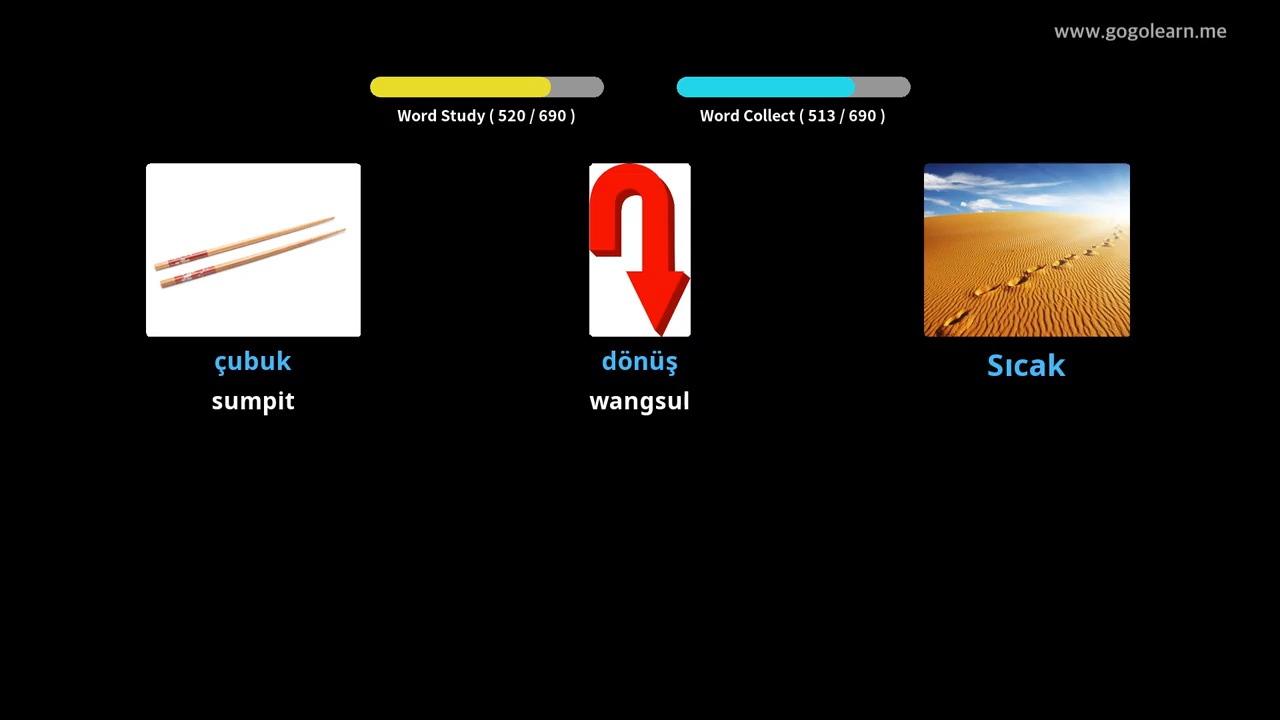 www.gogolearn.me
Word Study ( 520 / 690 )
Word Collect ( 513 / 690 )
çubuk
sumpit
dönüş
wangsul
Sıcak